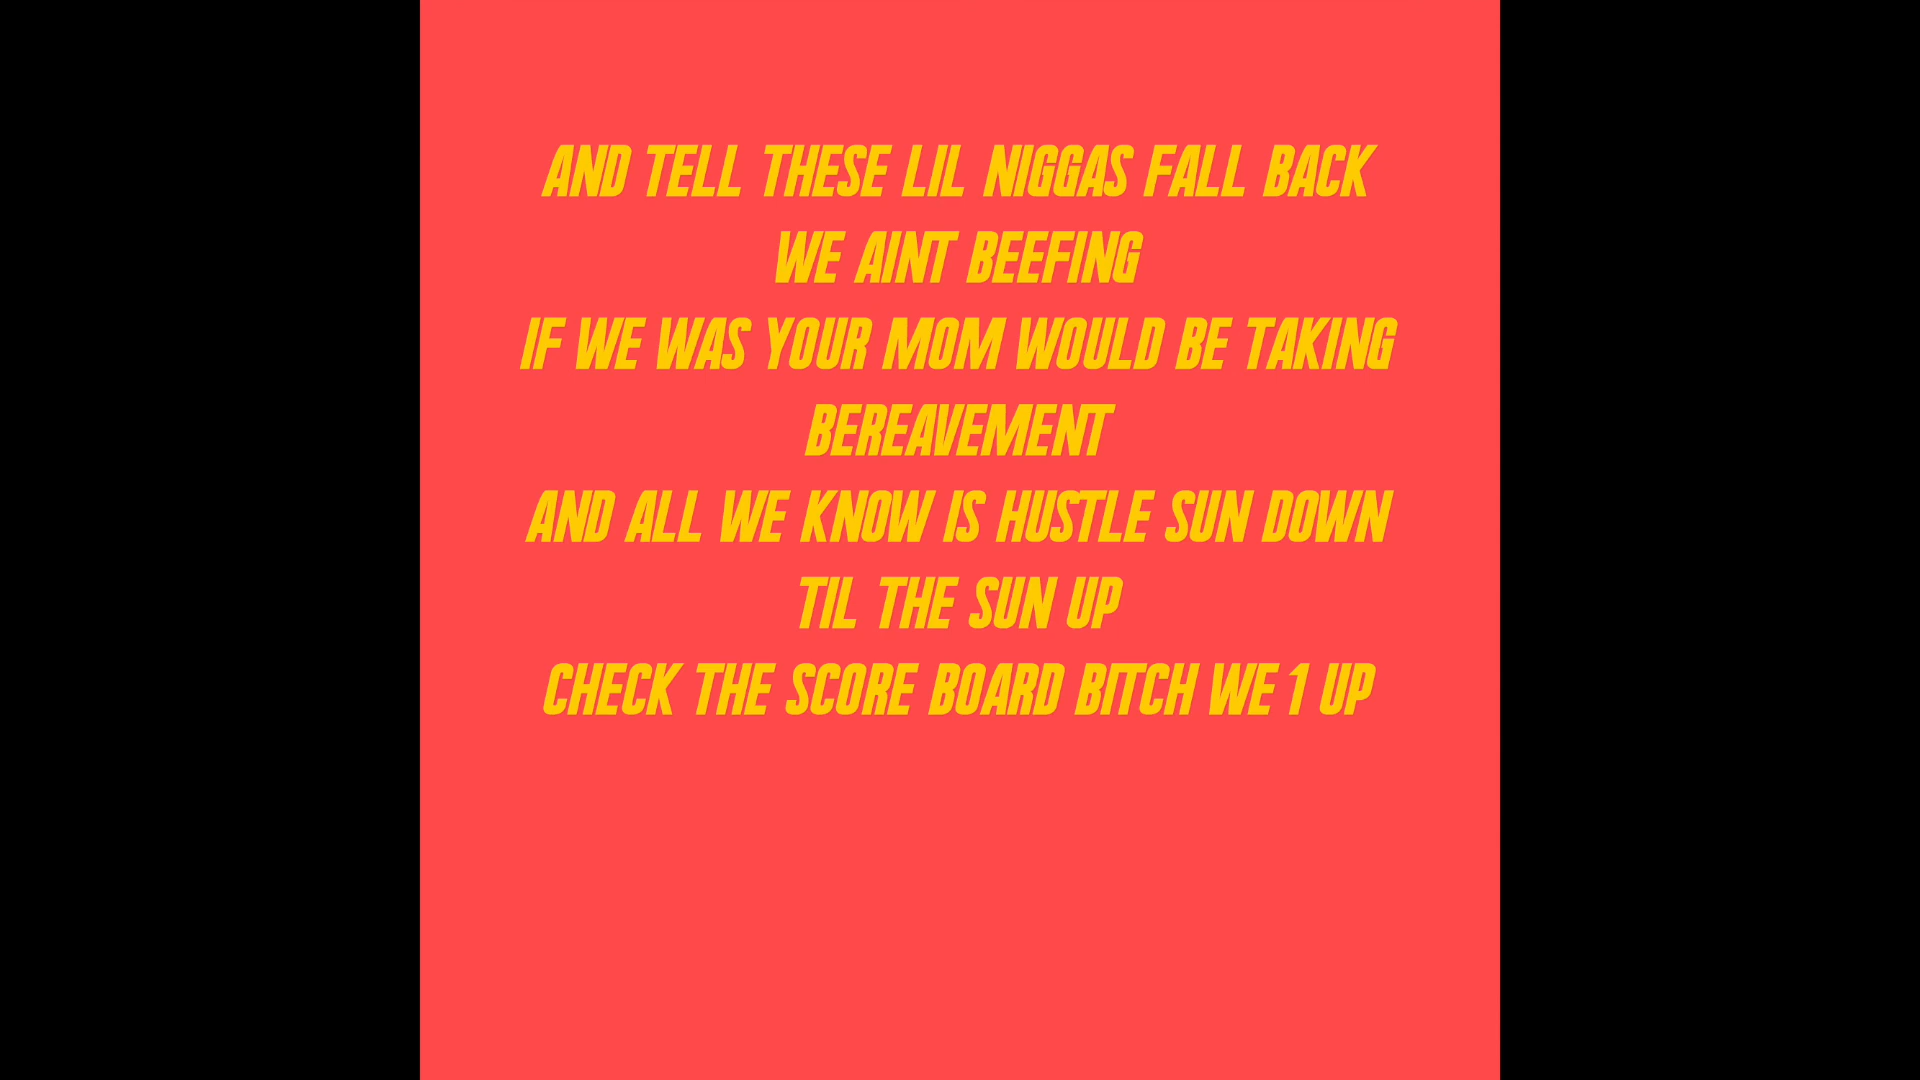 AND TELL THESE LIL NIGGAS FALL BACK
WE AINT BEEFING
IF WE WAS YOUR MOM WOULD BE TAKING
BEREAVEMENT
AND ALL WE KNOW IS HUSTLE SUN DOWN
TIL THE SUN UP
CHECK THE SCORE BOARD BITCH WE 1 UP